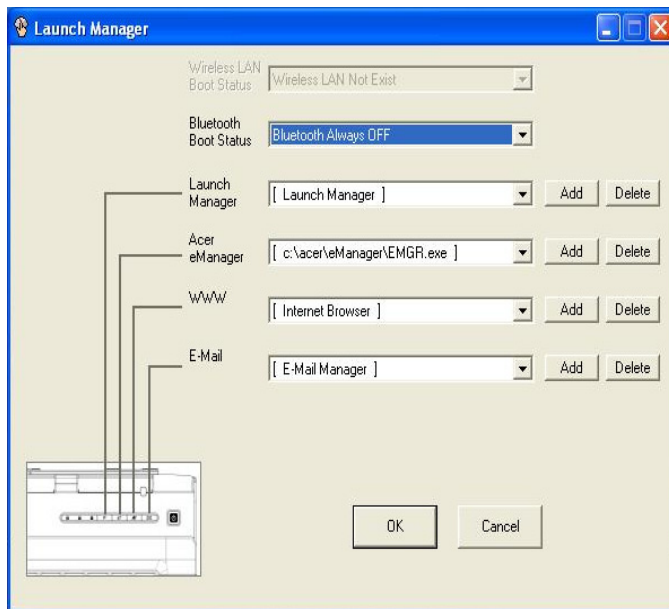 Launch Manager
Wireless LAN
Boot Status
Wireless LAN Not Exist
Bluetooth
Boot Status
Bluetooth Always OFF
Launch
Manager
[ Launch Manager ]
Add
Delete
Acer
eManager
[ c:\acer\eManager\EMGR.exe ]
Add
Delete
WWW
[ Internet Browser ]
Add
Delete
E-Mail
[ E-Mail Manager ]
Add
Delete
OK
Cancel